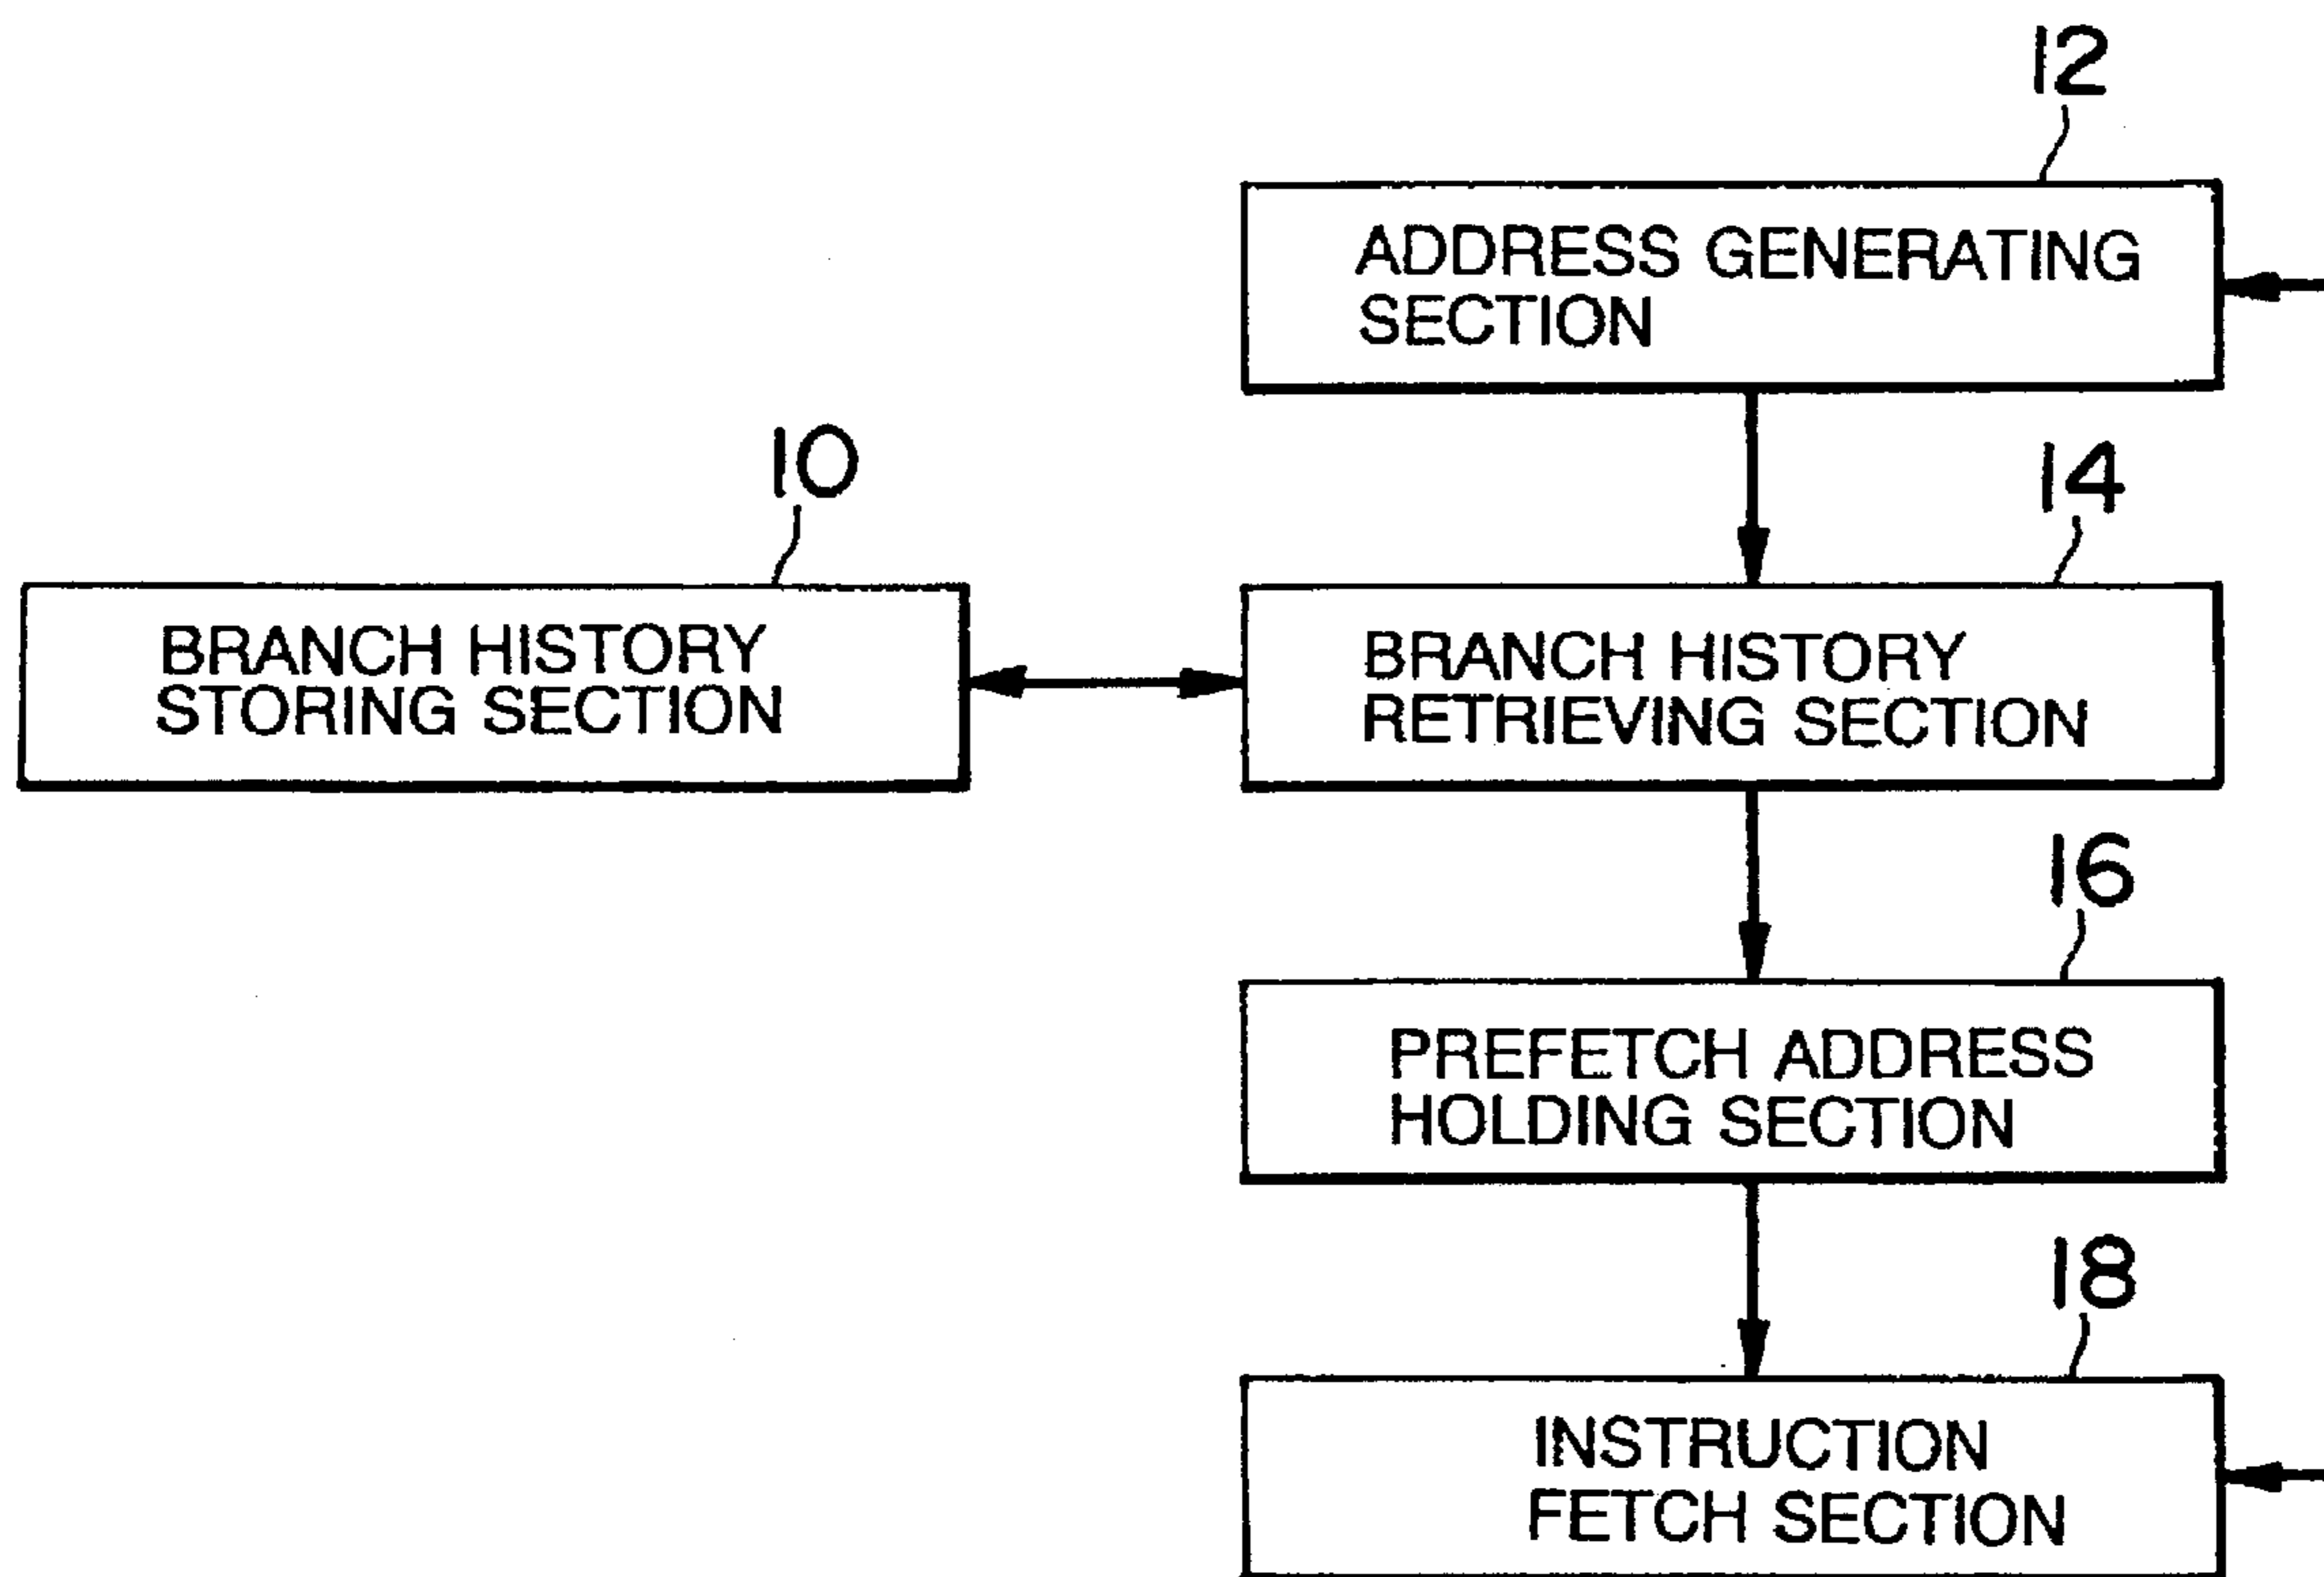 12
ADDRESS GENERATING
SECTION
10
14
BRANCH HISTORY
STORING SECTION
BRANCH HISTORY
RETRIEVING SECTION
16
PREFETCH ADDRESS
HOLDING SECTION
18
INSTRUCTION
FETCH SECTION